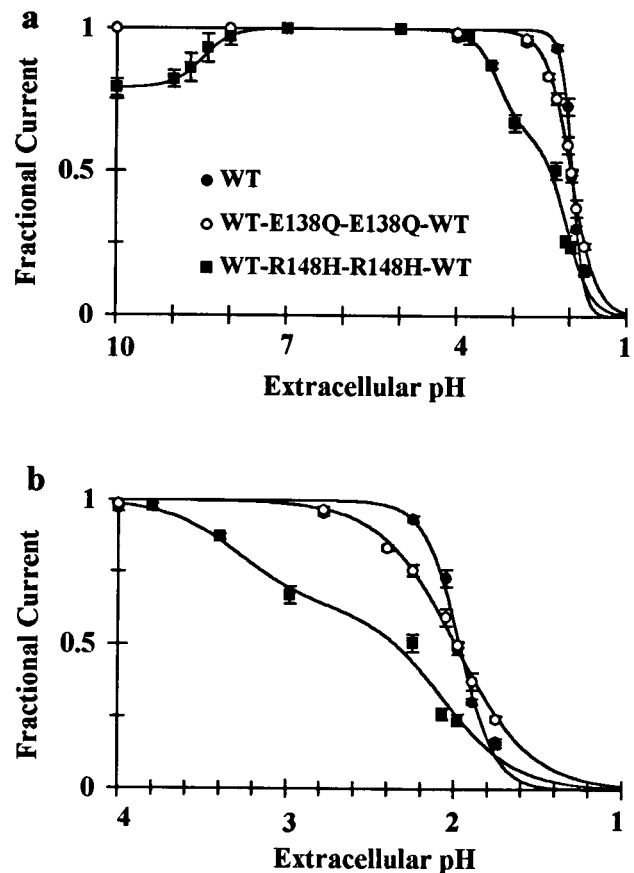 a
Fractional Current
1
0.5
0
WT
WT-E138Q-E138Q-WT
WT-R148H-R148H-WT
10
7
4
1
Extracellular pH
b
Fractional Current
1
0.5
0
4
3
2
1
Extracellular pH